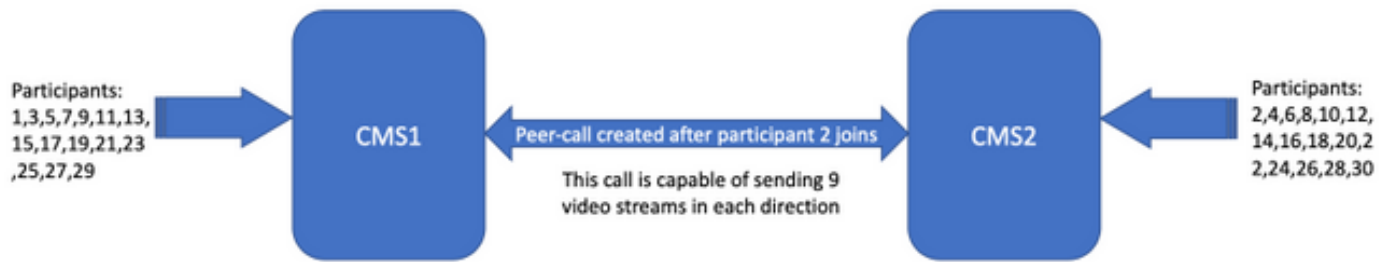 Participants:
1,3,5,7,9,11,13,
15,17,19,21,23
,25,27,29
CMS1
Peer-call created after participant 2 joins
This call is capable of sending 9
video streams in each direction
CMS2
Participants:
2,4,6,8,10,12,
14,16,18,20,2
2,24,26,28,30